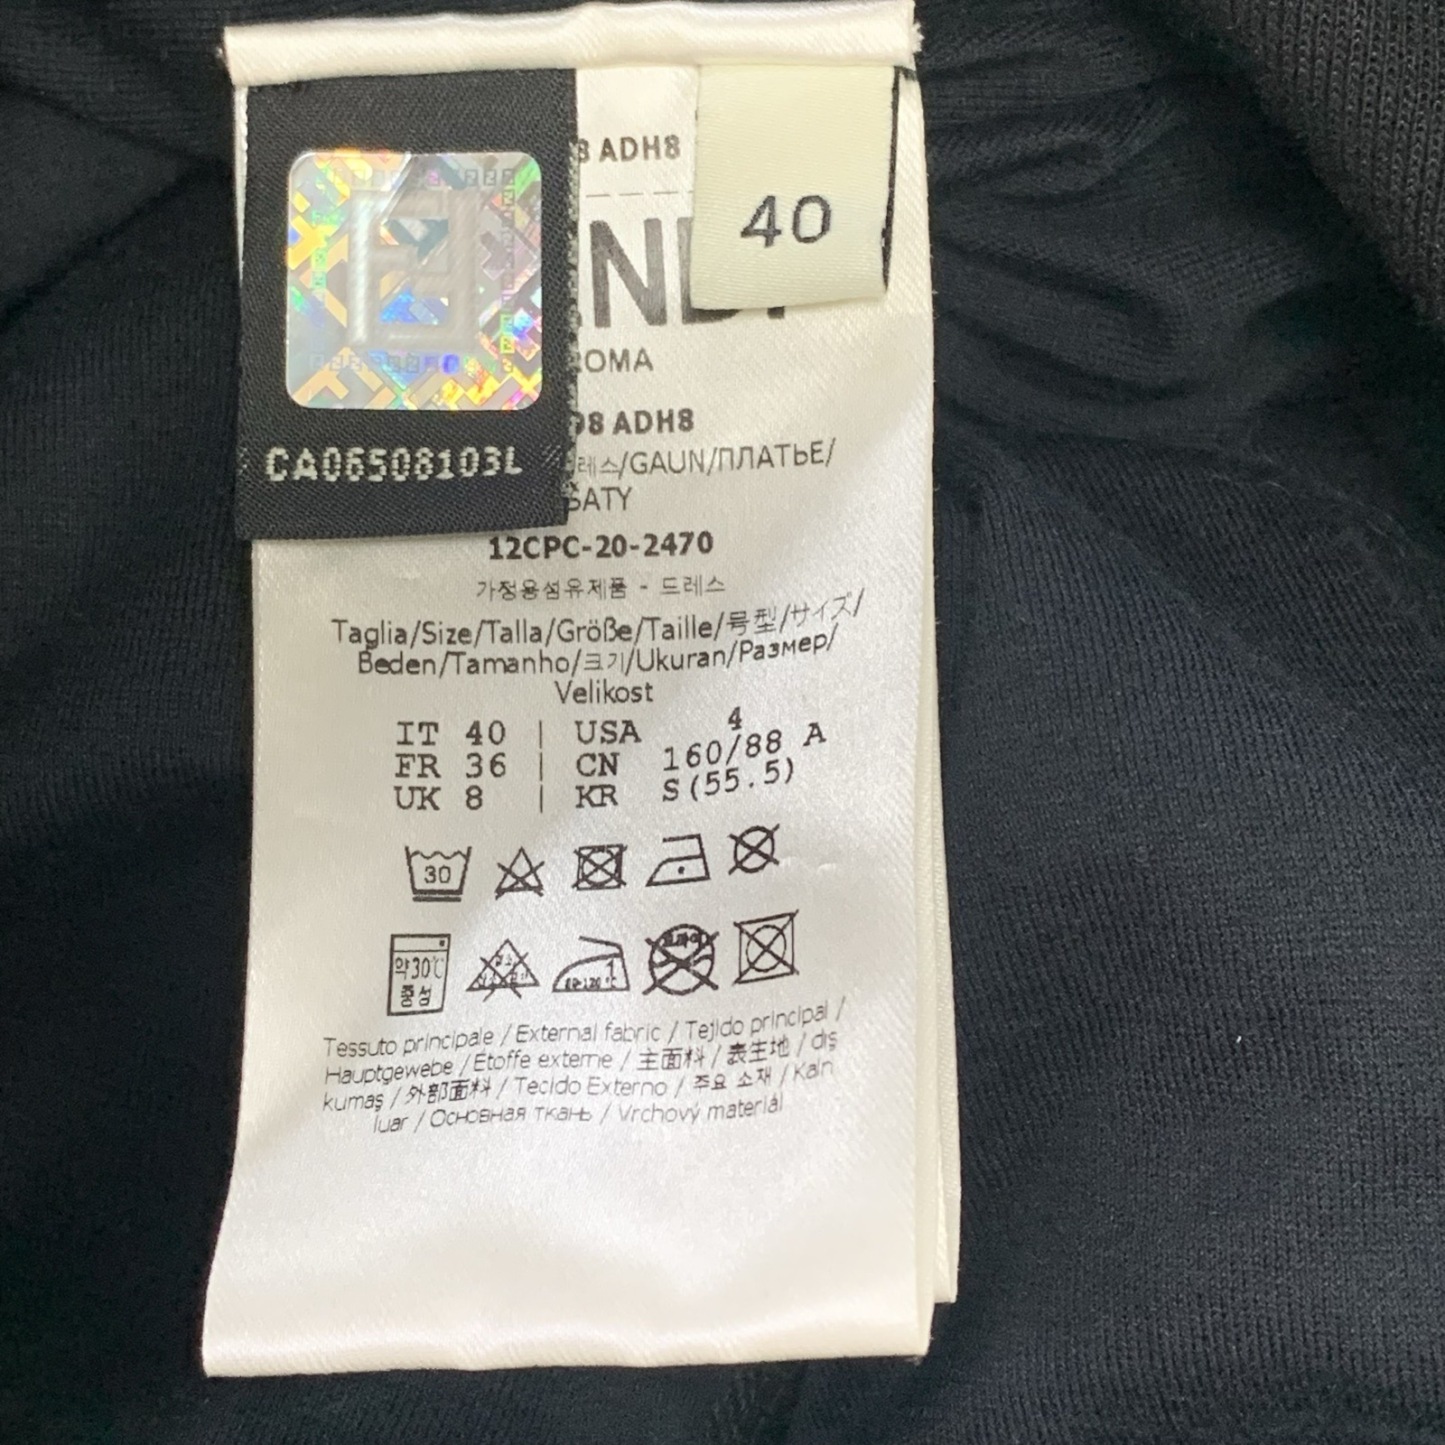 ADH8
40
ROMA
CA06508103L
ADH8
레스/GAUN/ПЛАТЬЕ/
ŠATY
12CPC-20-2470
가정용섬유제품 - 드레스
Taglia/Size/Talla/Größe/Taille/号型/サイズ/
Beden/Tamanho/크기/Ukuran/Размер/
Velikost
IT 40 | USA 4
FR 36 | CN 160/88 A
UK 8 | KR S(55.5)
30
약30℃
중성
Tessuto principale / External fabric / Tejido principal /
Hauptgewebe / Étoffe externe / 主面料 / 表生地 / dış
kumaş / 外部面料 / Tecido Externo / 주요 소재 / Kain
luar / Основная ткань / Vrchový materiál